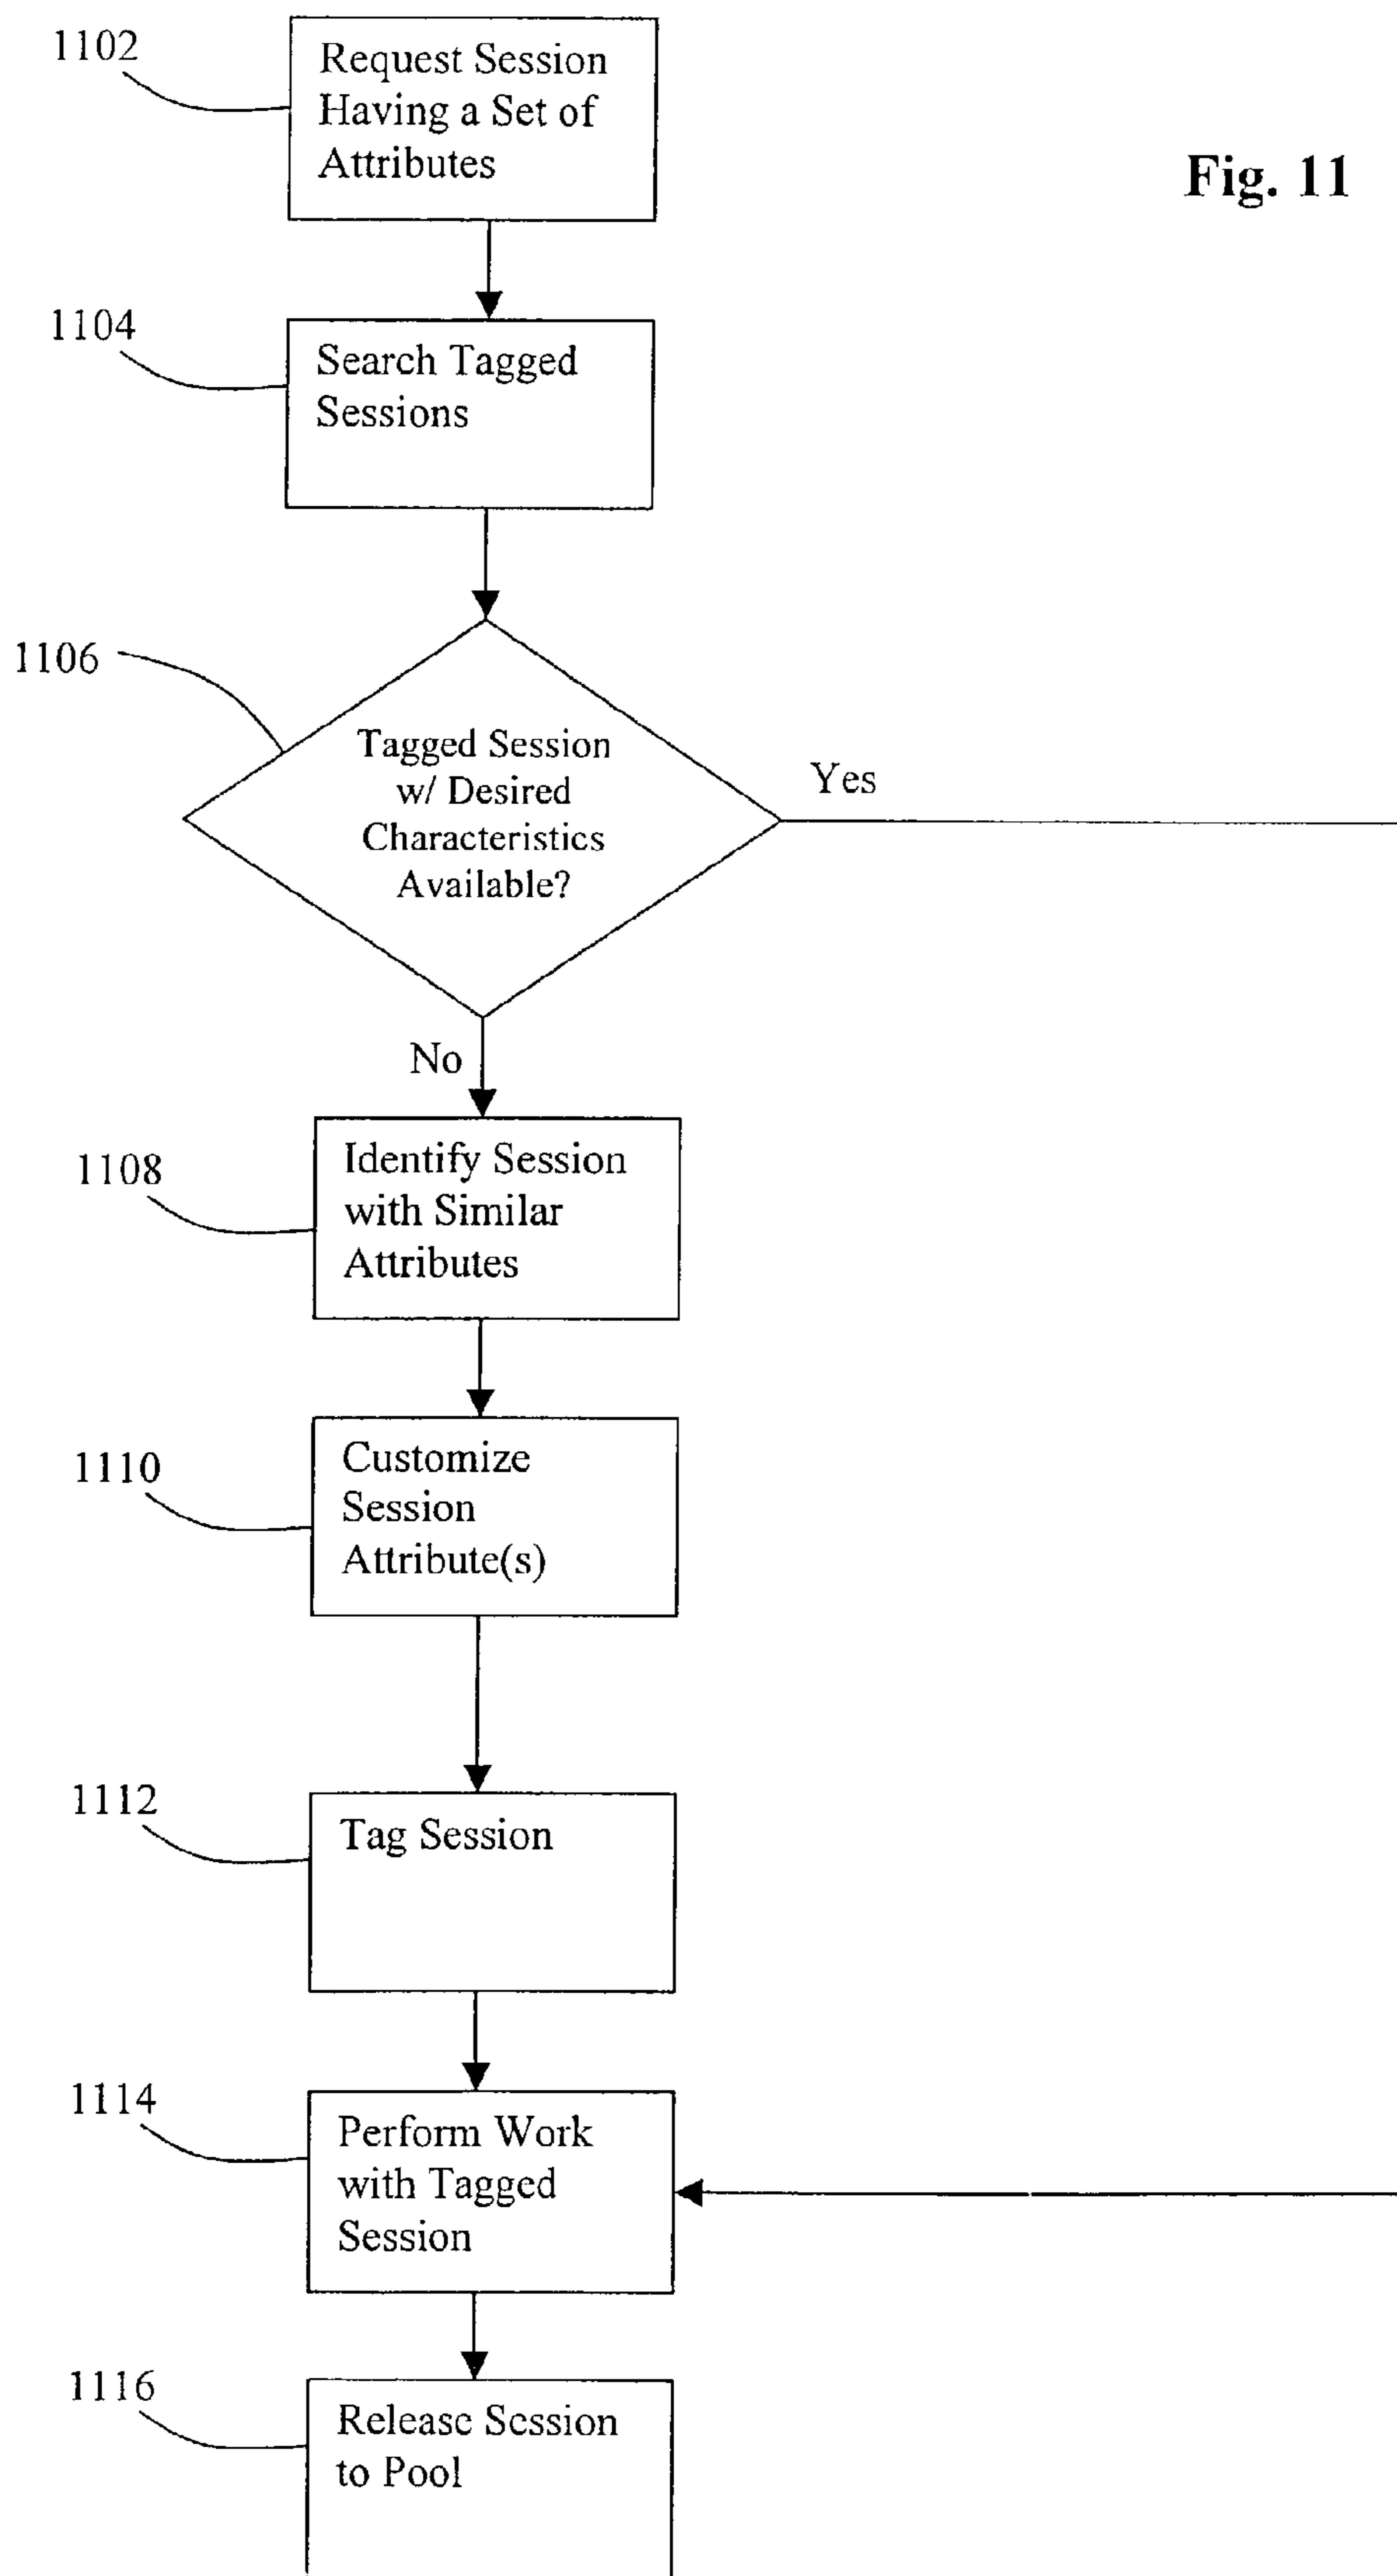 1102
Request Session
Having a Set of
Attributes
Fig. 11
1104
Search Tagged
Sessions
1106
Tagged Session
w/ Desired
Characteristics
Available?
Yes
No
1108
Identify Session
with Similar
Attributes
1110
Customize
Session
Attribute(s)
1112
Tag Session
1114
Perform Work
with Tagged
Session
1116
Release Session
to Pool